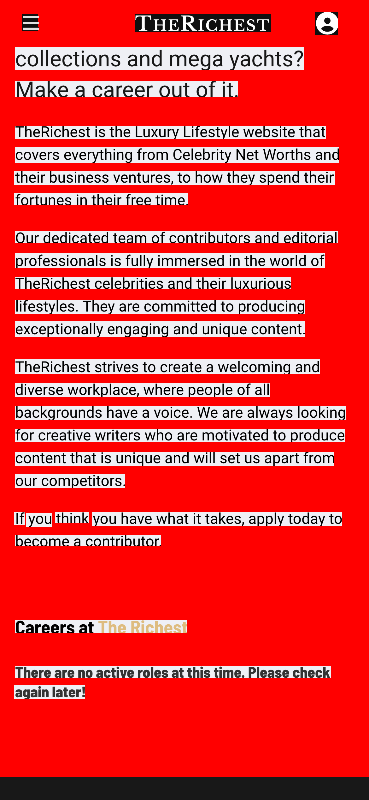 THERICHEST
collections and mega yachts?
Make a career out of it.
TheRichest is the Luxury Lifestyle website that
covers everything from Celebrity Net Worths and
their business ventures, to how they spend their
fortunes in their free time.
Our dedicated team of contributors and editorial
professionals is fully immersed in the world of
TheRichest celebrities and their luxurious
lifestyles. They are committed to producing
exceptionally engaging and unique content.
TheRichest strives to create a welcoming and
diverse workplace, where people of all
backgrounds have a voice. We are always looking
for creative writers who are motivated to produce
content that is unique and will set us apart from
our competitors.
If you think you have what it takes, apply today to
become a contributor.
Careers at The Richest
There are no active roles at this time. Please check
again later!